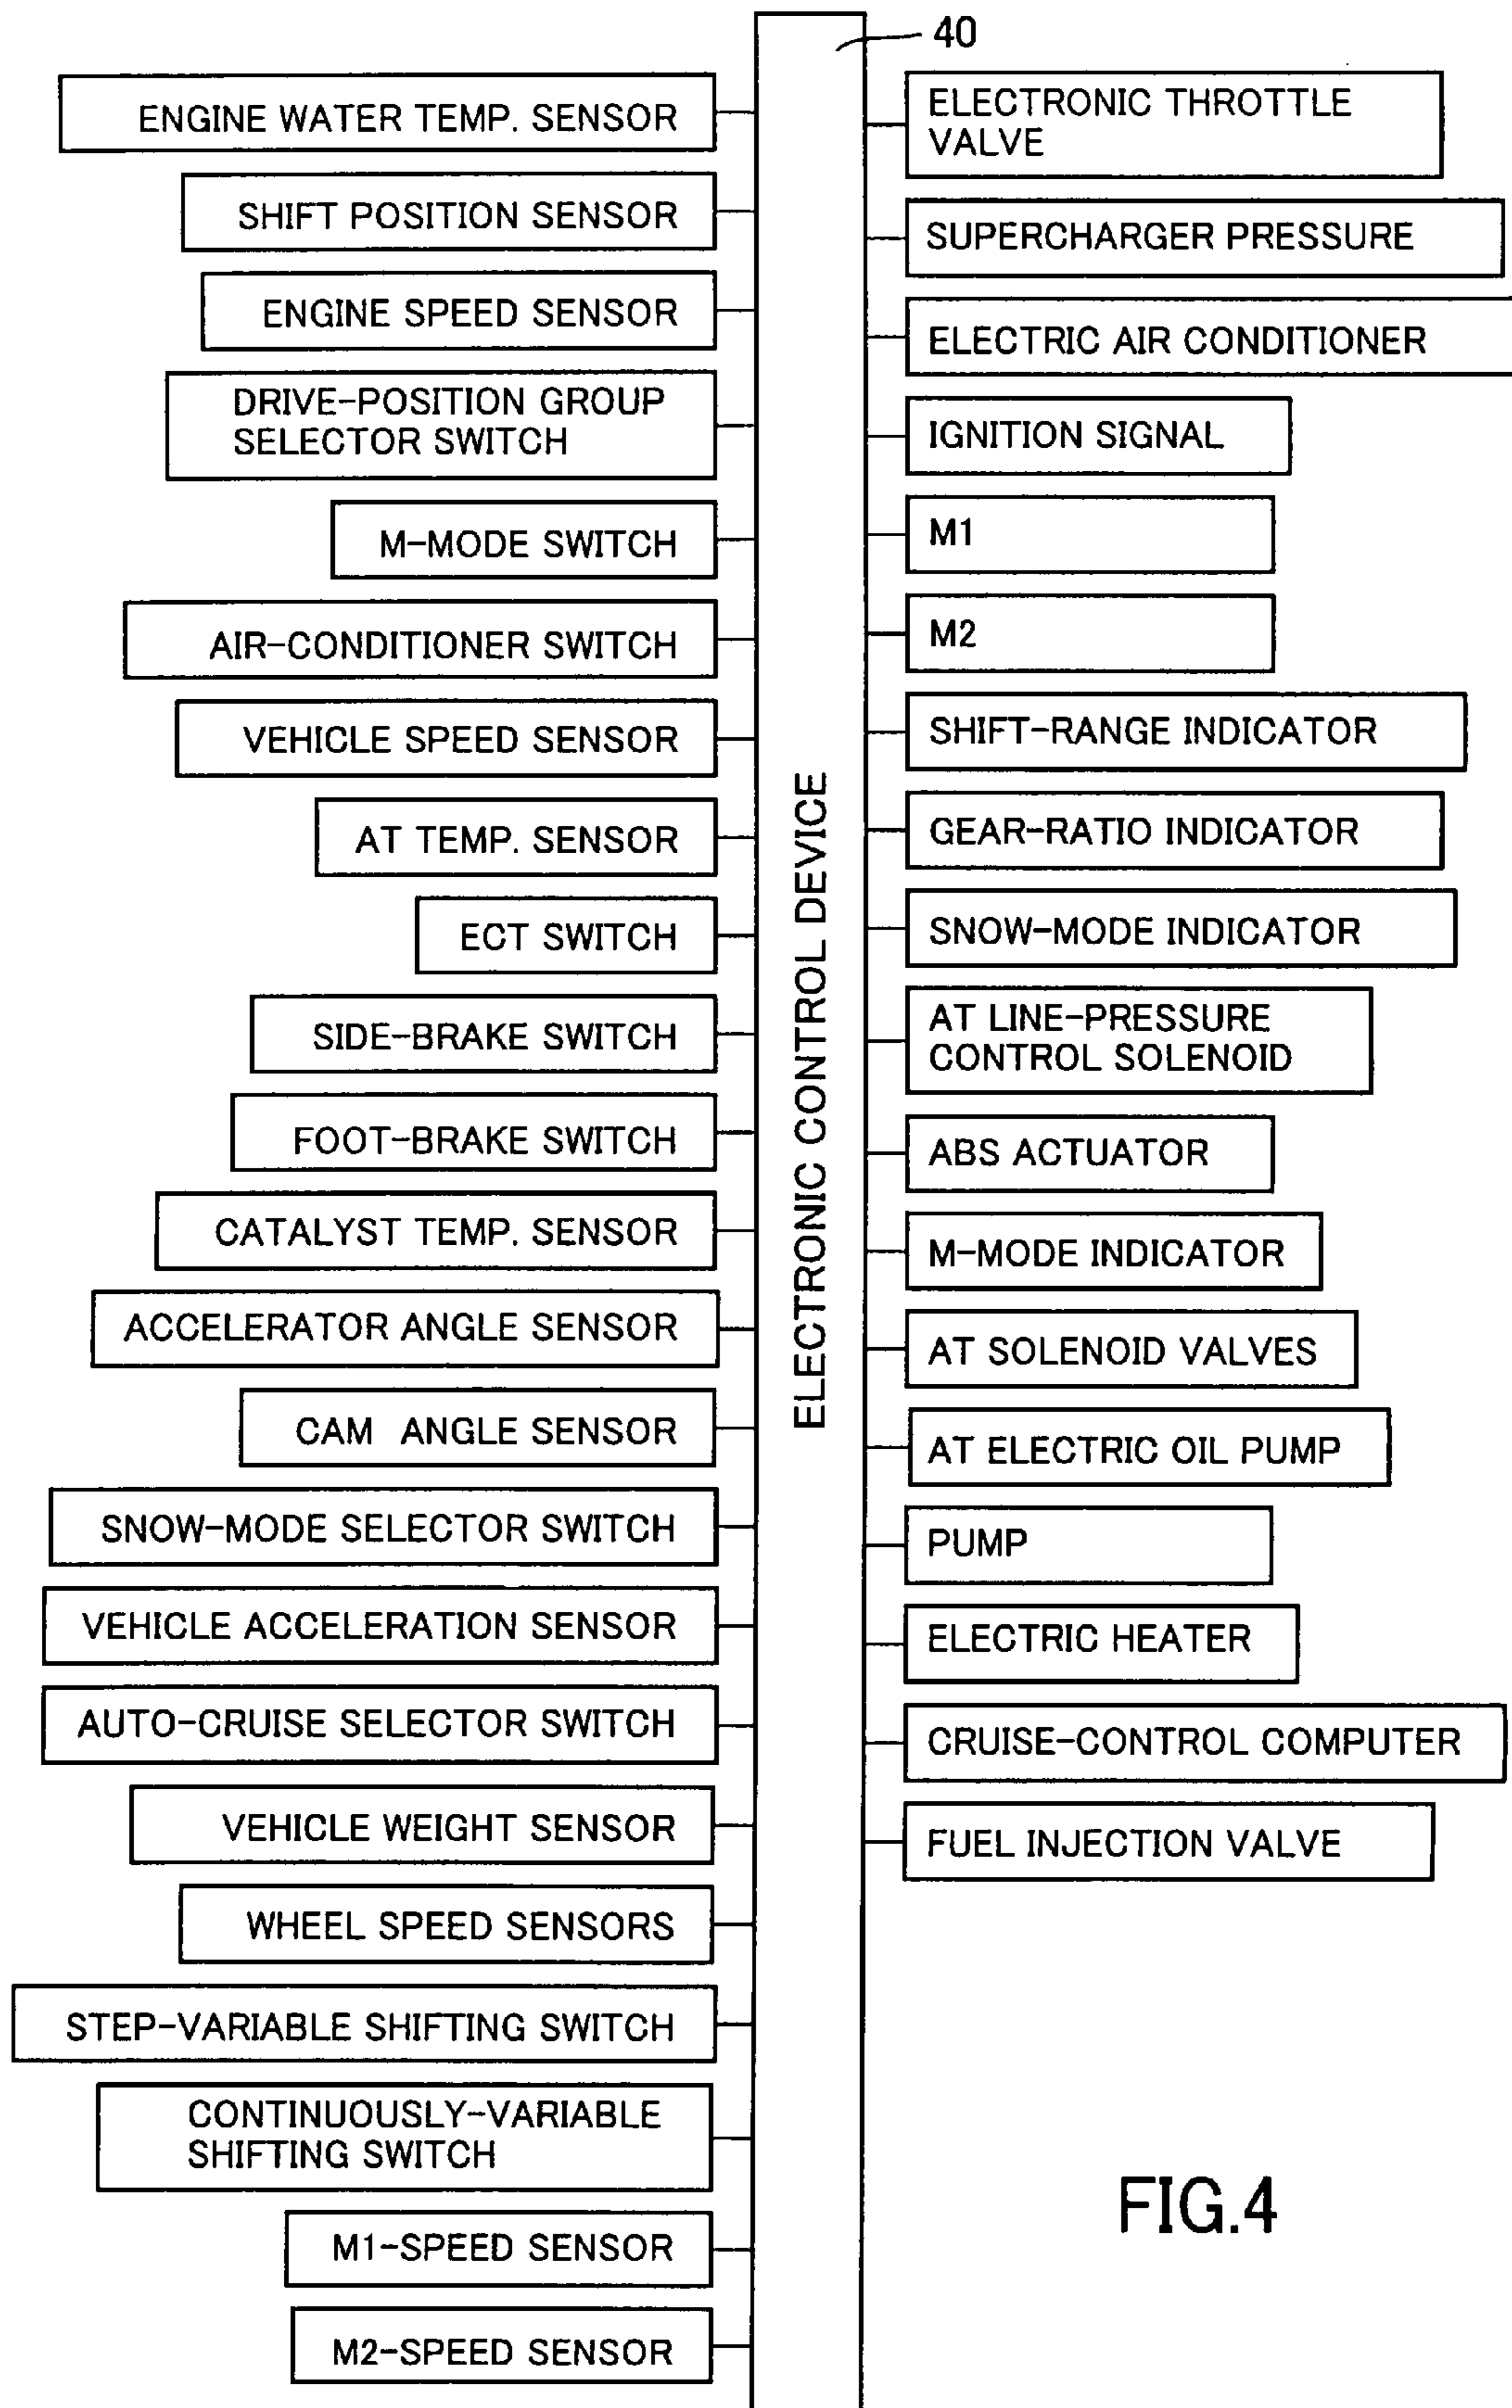 40
ENGINE WATER TEMP. SENSOR
SHIFT POSITION SENSOR
ENGINE SPEED SENSOR
DRIVE-POSITION GROUP
SELECTOR SWITCH
M-MODE SWITCH
AIR-CONDITIONER SWITCH
VEHICLE SPEED SENSOR
AT TEMP. SENSOR
ECT SWITCH
SIDE-BRAKE SWITCH
FOOT-BRAKE SWITCH
CATALYST TEMP. SENSOR
ACCELERATOR ANGLE SENSOR
CAM ANGLE SENSOR
SNOW-MODE SELECTOR SWITCH
VEHICLE ACCELERATION SENSOR
AUTO-CRUISE SELECTOR SWITCH
VEHICLE WEIGHT SENSOR
WHEEL SPEED SENSORS
STEP-VARIABLE SHIFTING SWITCH
CONTINUOUSLY-VARIABLE
SHIFTING SWITCH
M1-SPEED SENSOR
M2-SPEED SENSOR
ELECTRONIC CONTROL DEVICE
ELECTRONIC THROTTLE
VALVE
SUPERCHARGER PRESSURE
ELECTRIC AIR CONDITIONER
IGNITION SIGNAL
M1
M2
SHIFT-RANGE INDICATOR
GEAR-RATIO INDICATOR
SNOW-MODE INDICATOR
AT LINE-PRESSURE
CONTROL SOLENOID
ABS ACTUATOR
M-MODE INDICATOR
AT SOLENOID VALVES
AT ELECTRIC OIL PUMP
PUMP
ELECTRIC HEATER
CRUISE-CONTROL COMPUTER
FUEL INJECTION VALVE
FIG.4